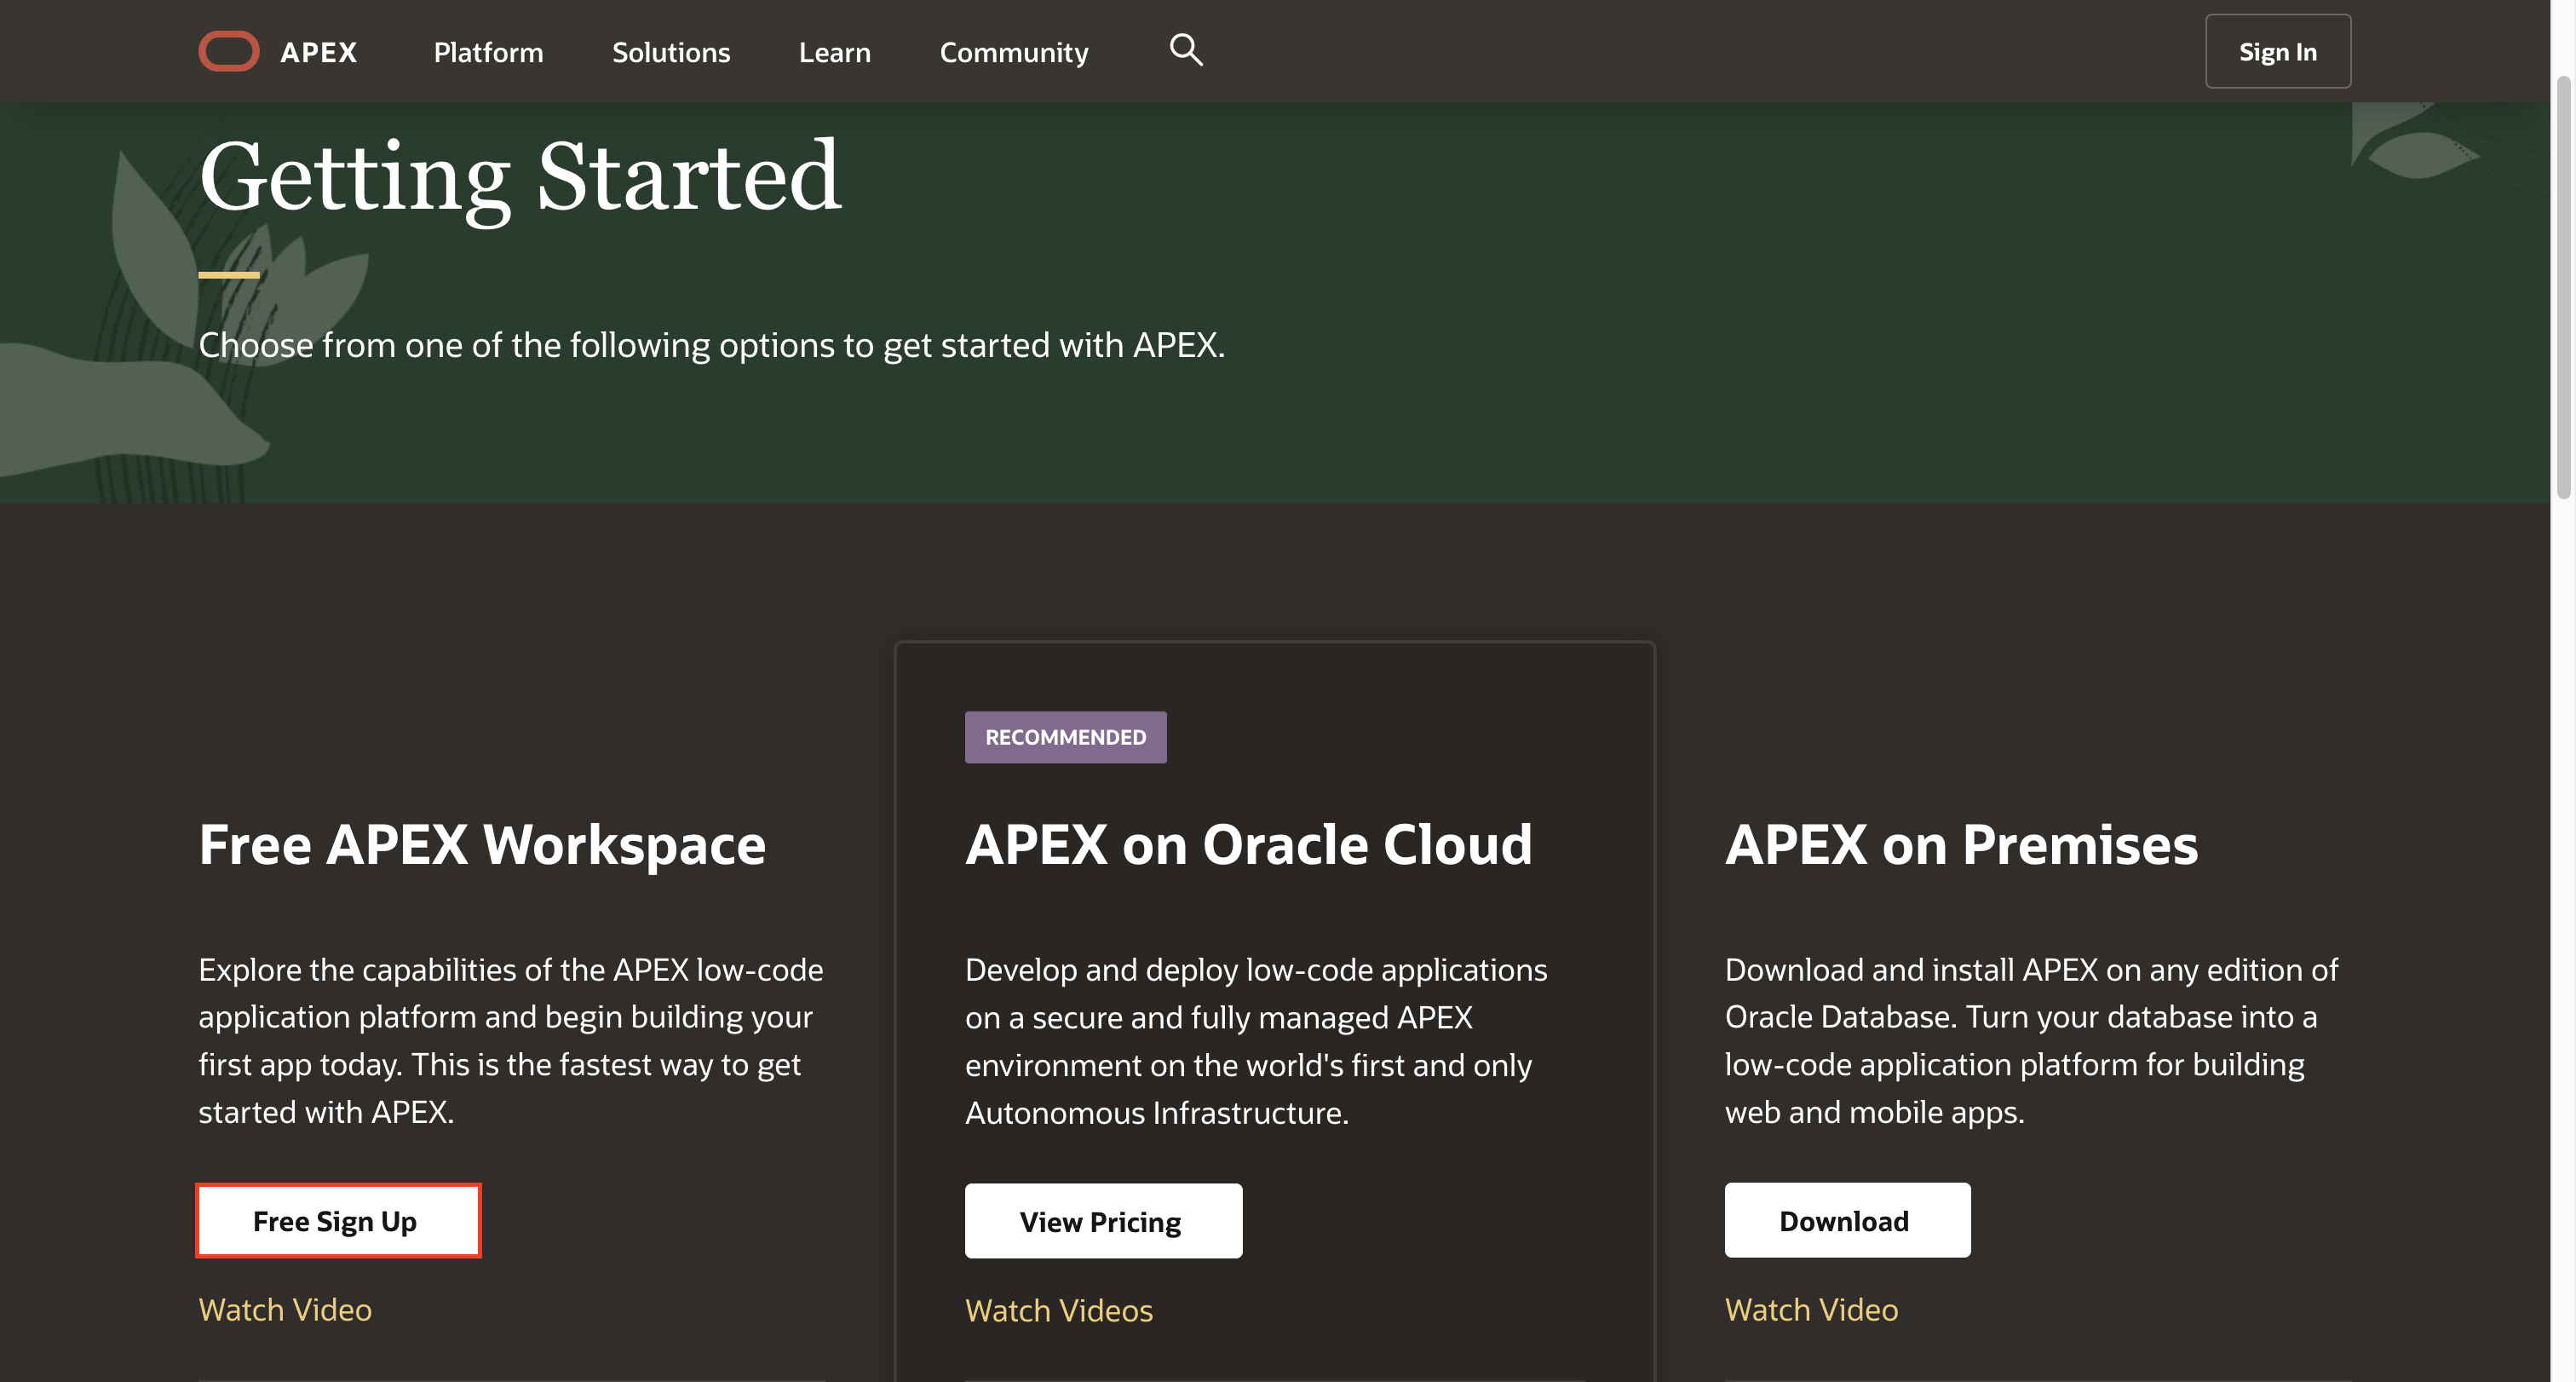 APEX Platform Solutions Learn Community Sign In
Getting Started
Choose from one of the following options to get started with APEX.
Free APEX Workspace
Explore the capabilities of the APEX low-code
application platform and begin building your
first app today. This is the fastest way to get
started with APEX.
Free Sign Up
Watch Video
RECOMMENDED
APEX on Oracle Cloud
Develop and deploy low-code applications
on a secure and fully managed APEX
environment on the world's first and only
Autonomous Infrastructure.
View Pricing
Watch Videos
APEX on Premises
Download and install APEX on any edition of
Oracle Database. Turn your database into a
low-code application platform for building
web and mobile apps.
Download
Watch Video